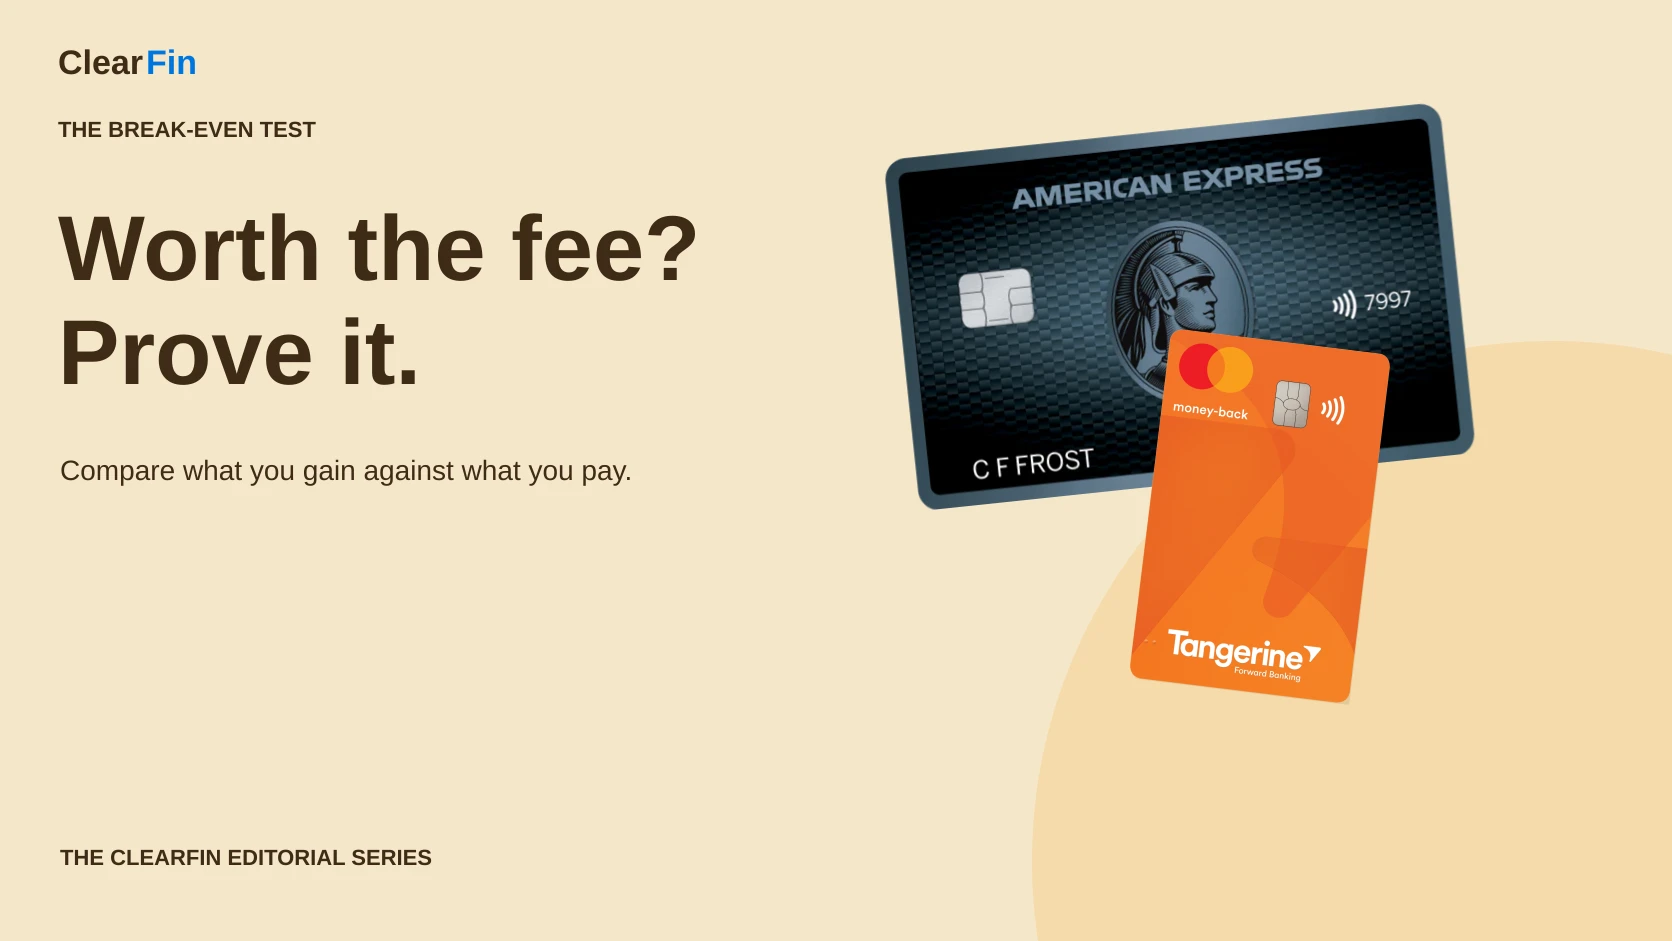 ClearFin
THE BREAK-EVEN TEST
Worth the fee?
Prove it.
Compare what you gain against what you pay.
THE CLEARFIN EDITORIAL SERIES
AMERICAN EXPRESS
7997
C F FROST
money-back
Tangerine
Forward Banking